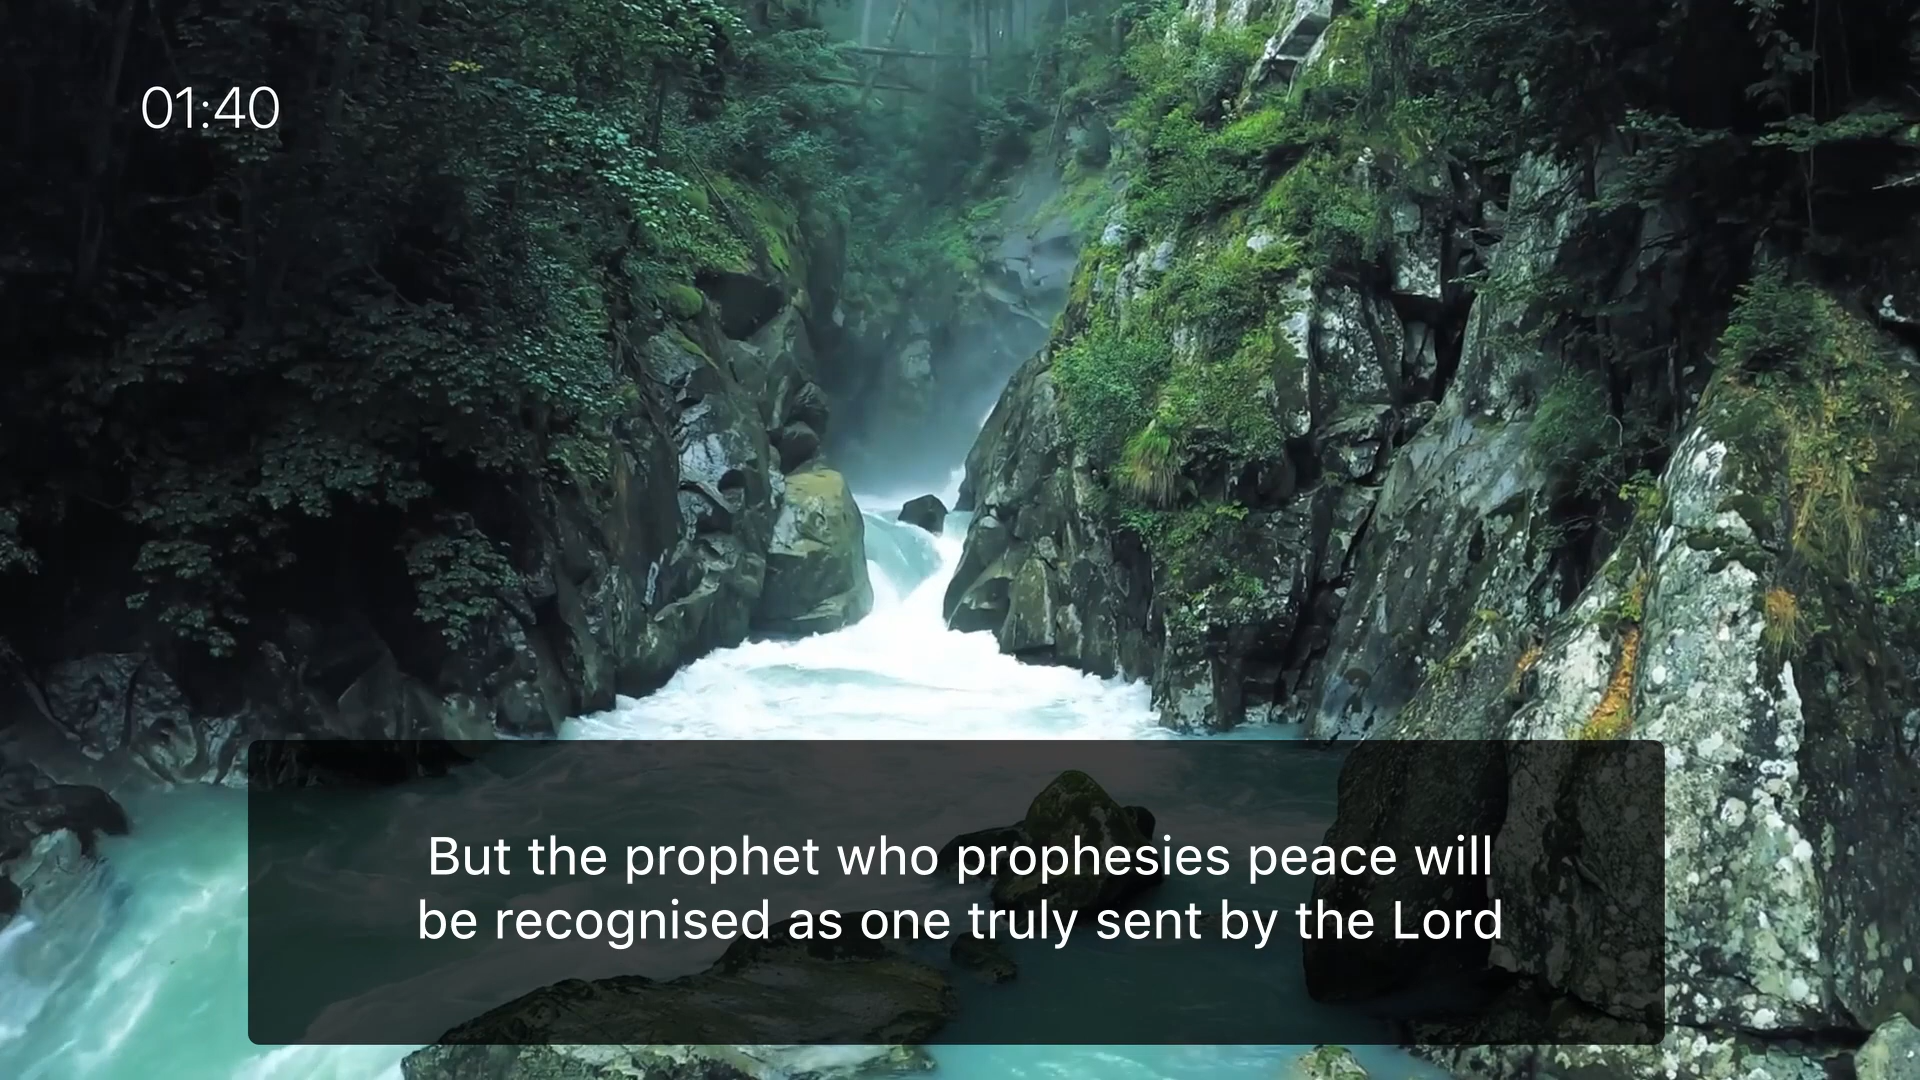 01:40
But the prophet who prophesies peace will
be recognised as one truly sent by the Lord